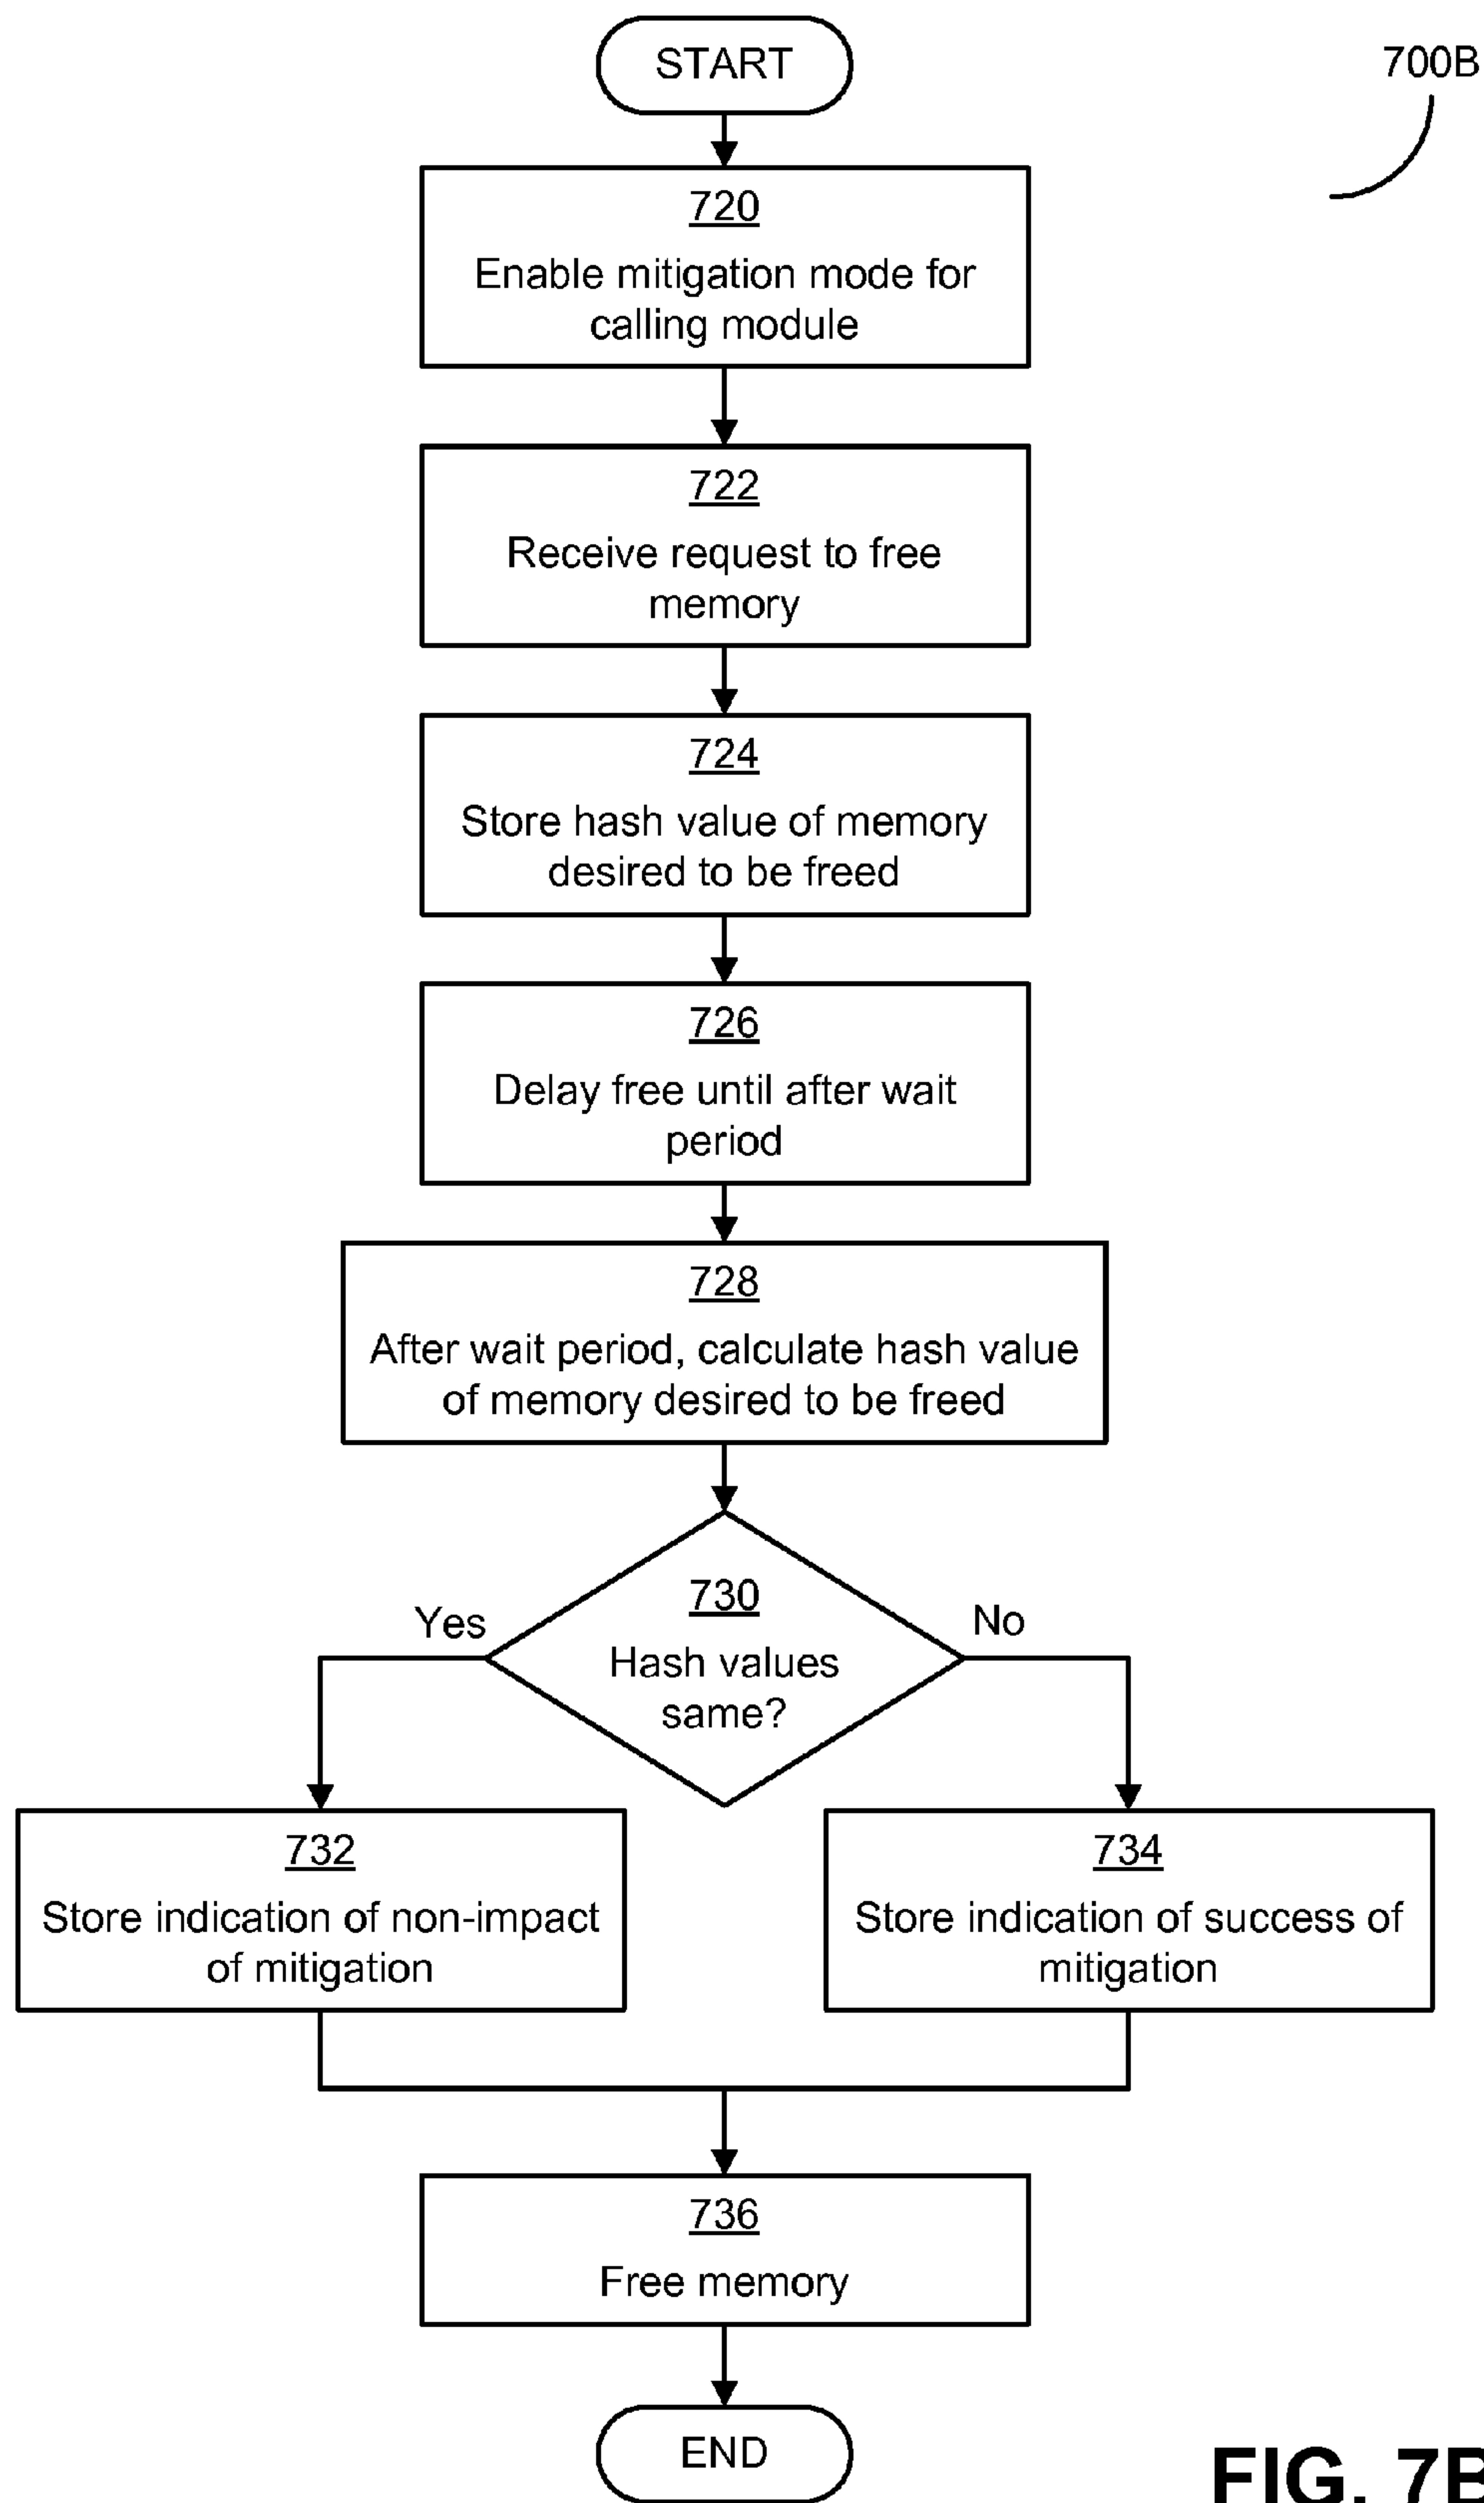 START
700B
720
Enable mitigation mode for
calling module
722
Receive request to free
memory
724
Store hash value of memory
desired to be freed
726
Delay free until after wait
period
728
After wait period, calculate hash value
of memory desired to be freed
730
Hash values
same?
Yes
No
732
Store indication of non-impact
of mitigation
734
Store indication of success of
mitigation
736
Free memory
END
FIG. 7B